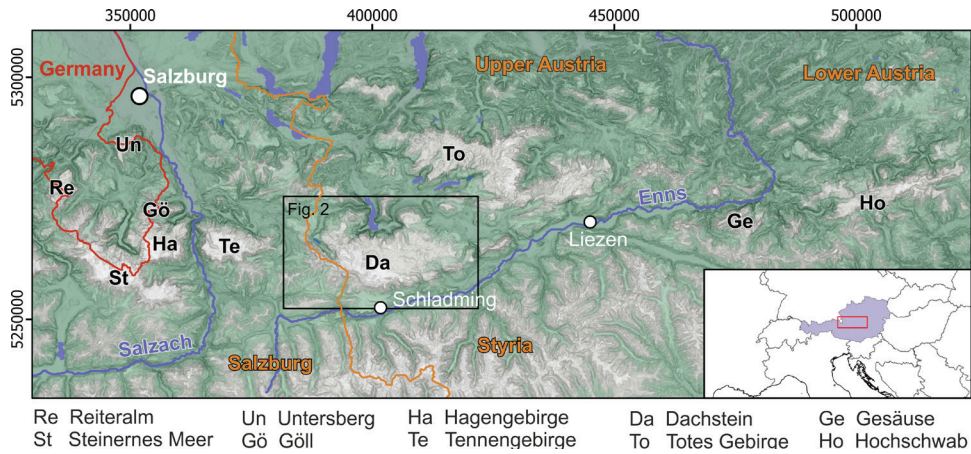 350000
400000
450000
500000
5300000
5250000
Germany
Salzburg
Upper Austria
Lower Austria
Un
To
Re
Enns
Fig. 2
Gö
Ho
Ha
Te
Ge
Liezen
Da
St
Schladming
Salzach
Salzburg
Styria
Re Reiteralm Un Untersberg Ha Hagengebirge Da Dachstein Ge Gesäuse
St Steinernes Meer Gö Göll Te Tennengebirge To Totes Gebirge Ho Hochschwab